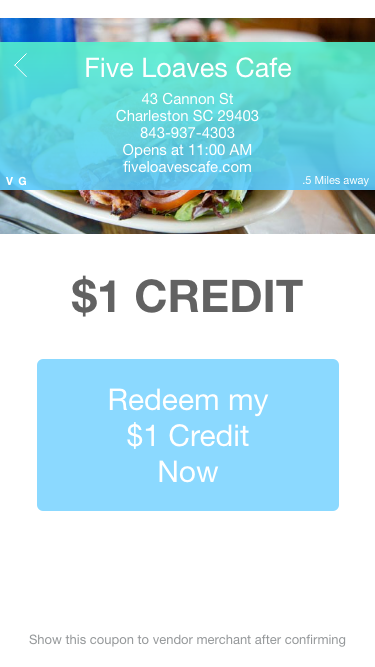 Five Loaves Cafe
43 Cannon St
Charleston SC 29403
843-937-4303
Opens at 11:00 AM
fiveloavescafe.com
V G
.5 Miles away
$1 CREDIT
Redeem my
$1 Credit
Now
Show this coupon to vendor merchant after confirming